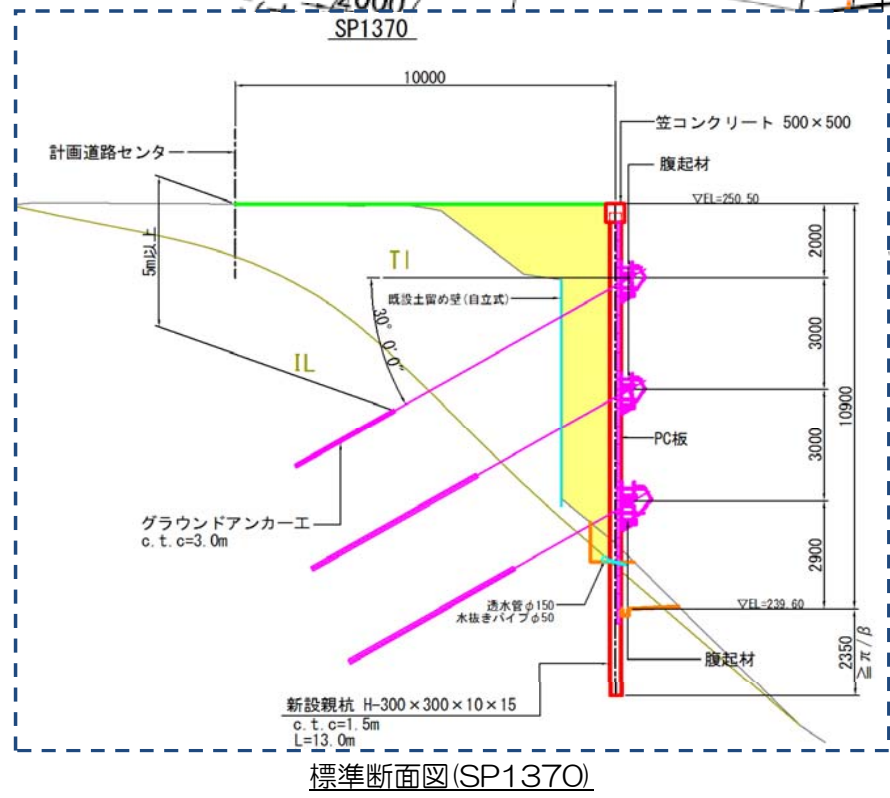 SP1370
10000
笠コンクリート 500×500
計画道路センター
腹起材
▽EL=250.50
2000
5m以上
TI
既設土留め壁(自立式)
30° 0′0″
3000
IL
10900
3000
PC板
グラウンドアンカー工
c.t.c=3.0m
2900
透水管φ150
水抜きパイプφ50
▽EL=239.60
腹起材
2350
≧π/β
新設親杭 H-300×300×10×15
c.t.c=1.5m
L=13.0m
標準断面図(SP1370)